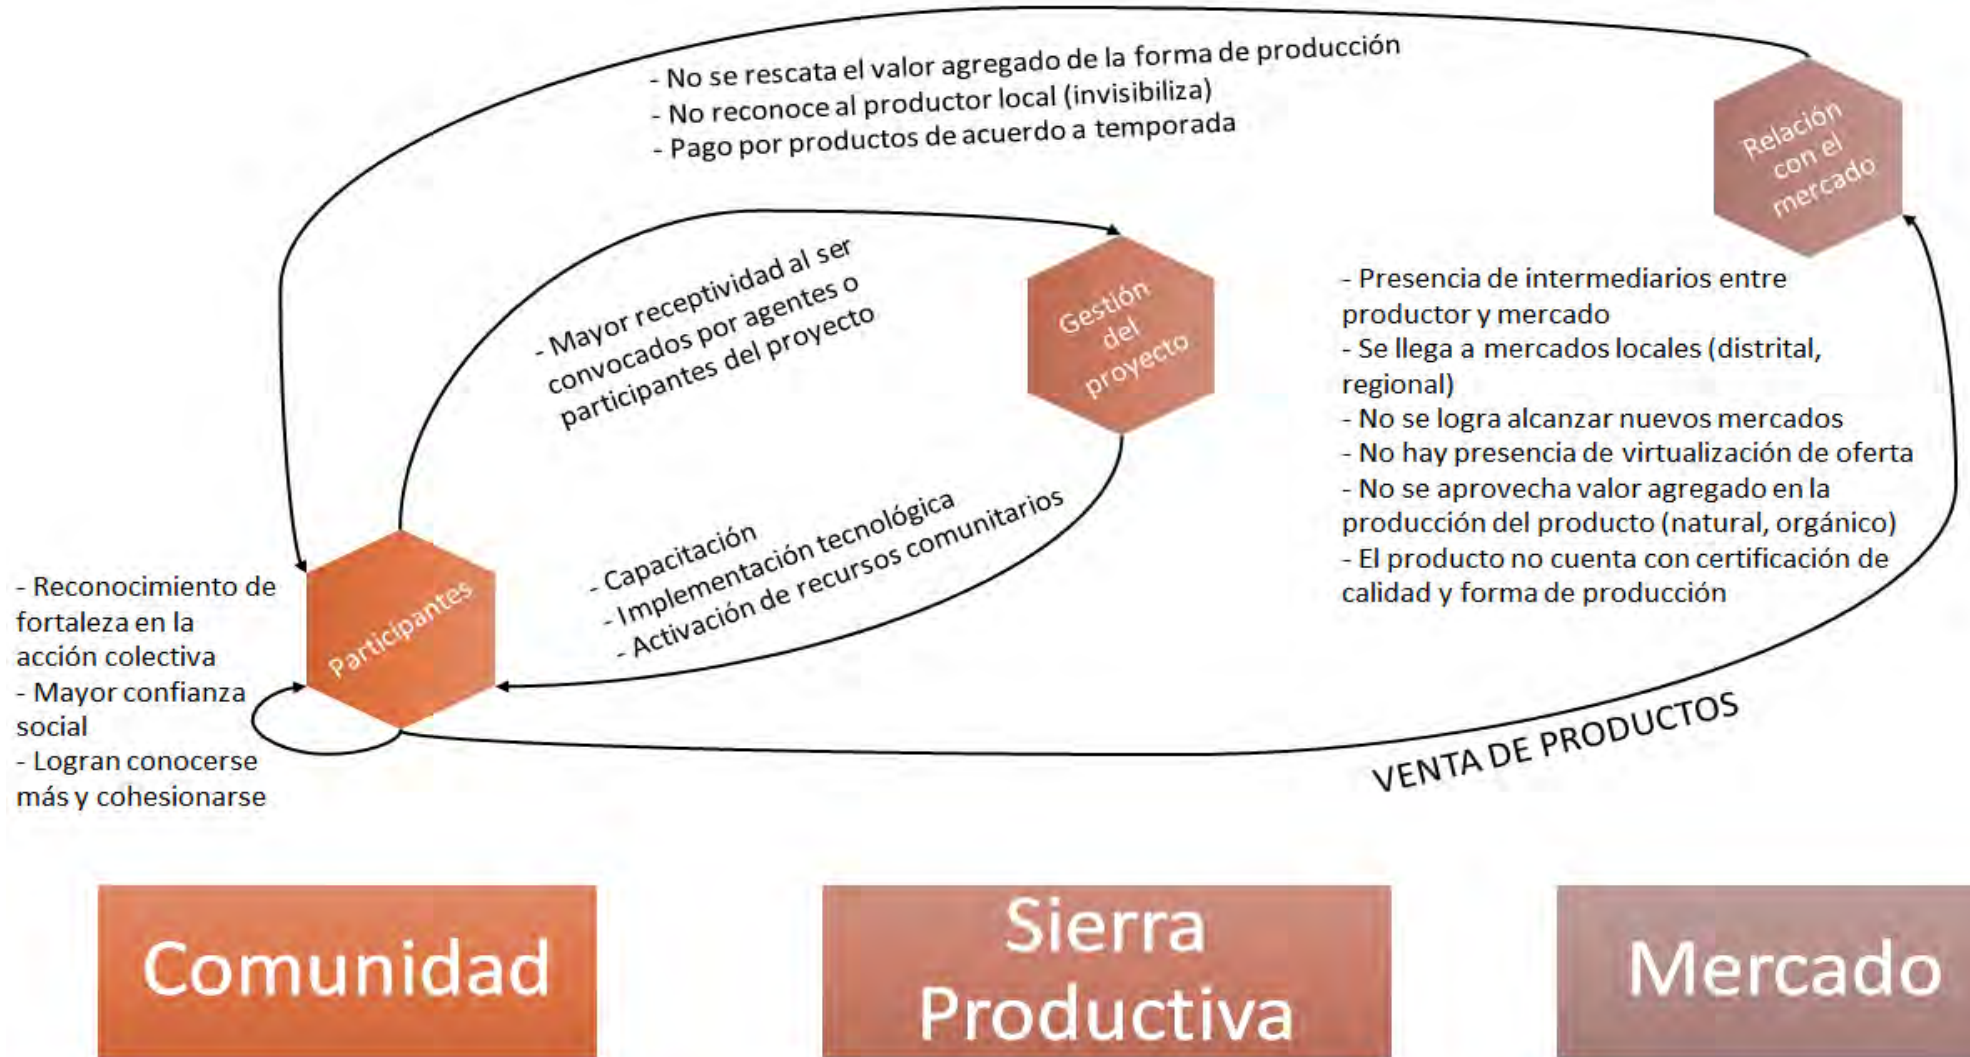 - No se rescata el valor agregado de la forma de producción
- No reconoce al productor local (invisibiliza)
- Pago por productos de acuerdo a temporada
Relación
con el
mercado
- Mayor receptividad al ser
convocados por agentes o
participantes del proyecto
Gestión
del
proyecto
- Presencia de intermediarios entre
productor y mercado
- Se llega a mercados locales (distrital,
regional)
- No se logra alcanzar nuevos mercados
- No hay presencia de virtualización de oferta
- No se aprovecha valor agregado en la
producción del producto (natural, orgánico)
- El producto no cuenta con certificación de
calidad y forma de producción
- Capacitación
- Implementación tecnológica
- Activación de recursos comunitarios
Participantes
- Reconocimiento de
fortaleza en la
acción colectiva
- Mayor confianza
social
- Logran conocerse
más y cohesionarse
VENTA DE PRODUCTOS
Comunidad
Sierra
Productiva
Mercado